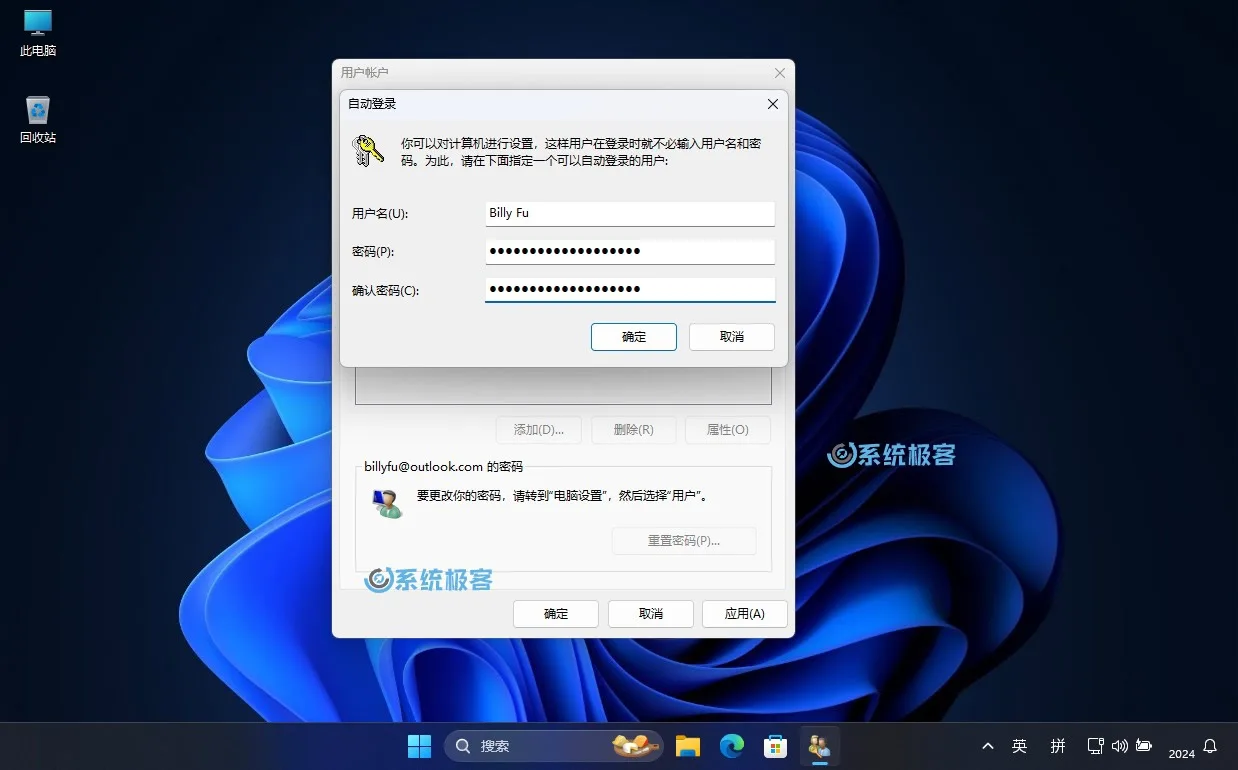 此电脑
回收站
用户帐户
自动登录
你可以对计算机进行设置，这样用户在登录时就不必输入用户名和密
码。为此，请在下面指定一个可以自动登录的用户:
用户名(U):
Billy Fu
密码(P):
●●●●●●●●●●●●●●●●●●●
确认密码(C):
●●●●●●●●●●●●●●●●●●●
确定
取消
添加(D)...
删除(R)
属性(O)
billyfu@outlook.com 的密码
要更改你的密码，请转到“电脑设置”，然后选择“用户”。
重置密码(P)...
系统极客
系统极客
确定
取消
应用(A)
搜索
英
拼
2024